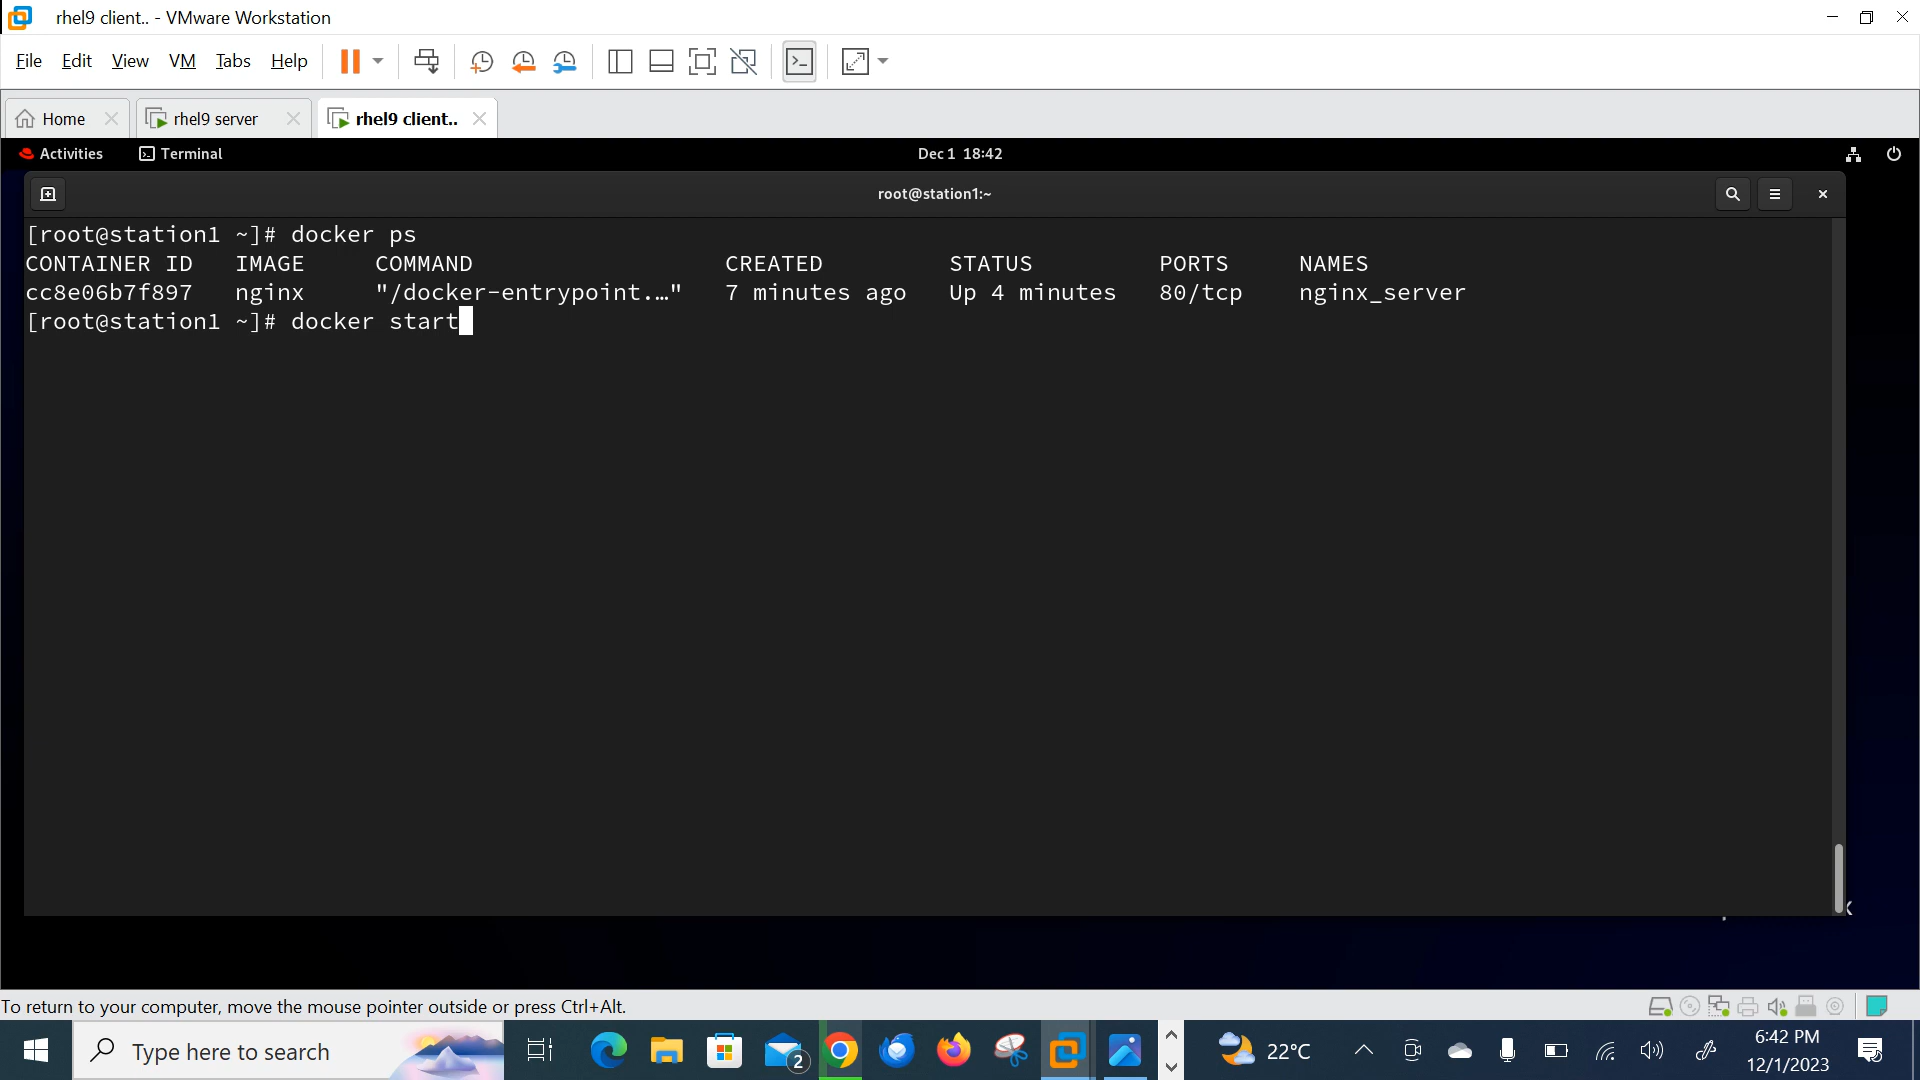 rhel9 client.. - VMware Workstation
File Edit View VM Tabs Help
Home rhel9 server rhel9 client..
Activities Terminal Dec 1 18:42
root@station1:~
[root@station1 ~]# docker ps
CONTAINER ID IMAGE COMMAND CREATED STATUS PORTS NAMES
cc8e06b7f897 nginx "/docker-entrypoint.…" 7 minutes ago Up 4 minutes 80/tcp nginx_server
[root@station1 ~]# docker start
To return to your computer, move the mouse pointer outside or press Ctrl+Alt.
Type here to search 2 22°C 6:42 PM
12/1/2023